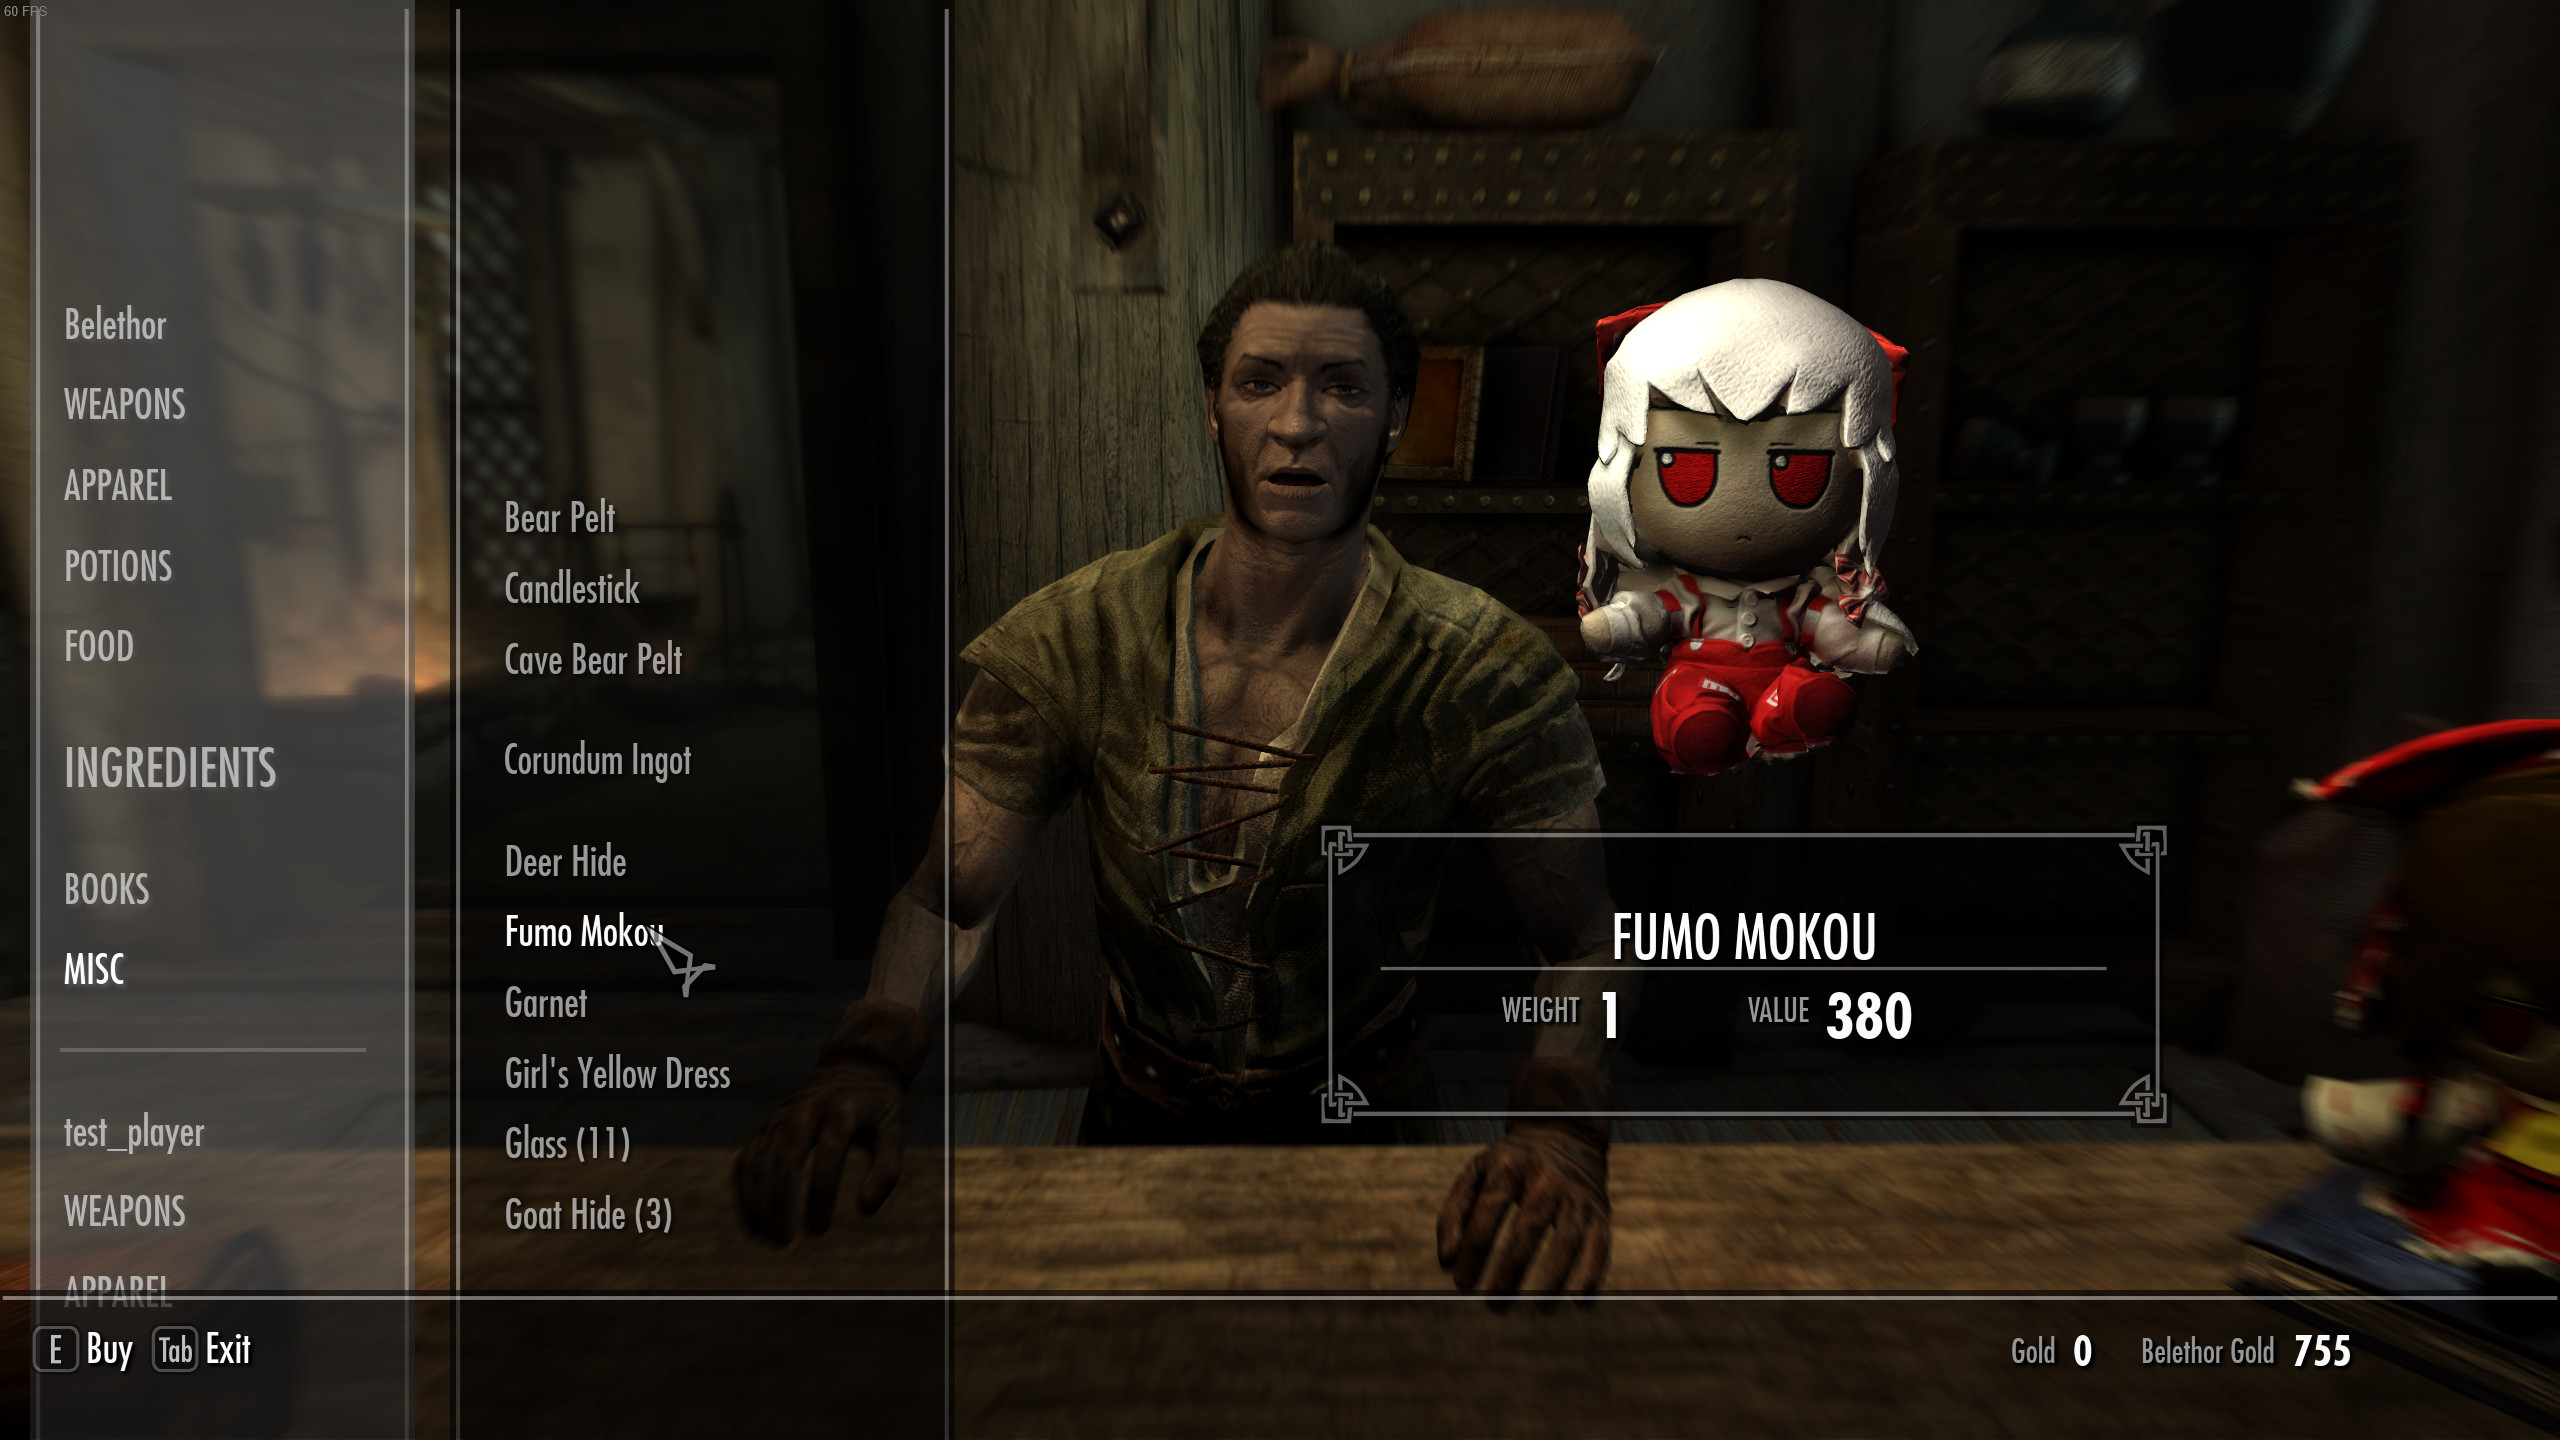 60 FPS
Belethor
WEAPONS
APPAREL
POTIONS
FOOD
INGREDIENTS
BOOKS
MISC
test_player
WEAPONS
APPAREL
Bear Pelt
Candlestick
Cave Bear Pelt
Corundum Ingot
Deer Hide
Fumo Mokou
Garnet
Girl's Yellow Dress
Glass (11)
Goat Hide (3)
FUMO MOKOU
WEIGHT 1 VALUE 380
E Buy Tab Exit
Gold 0 Belethor Gold 755